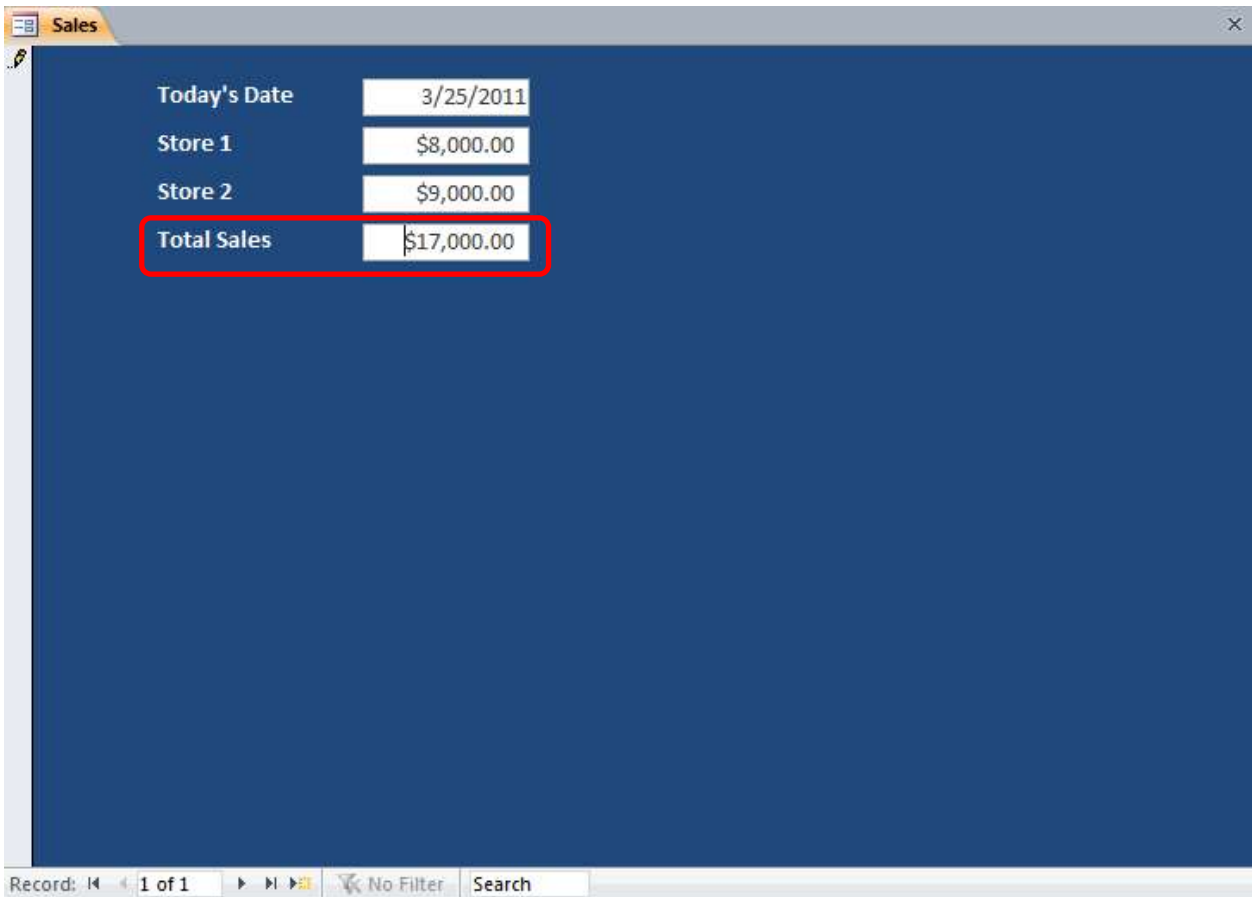 Sales
Today's Date 3/25/2011
Store 1 $8,000.00
Store 2 $9,000.00
Total Sales $17,000.00
Record: 1 of 1 No Filter Search